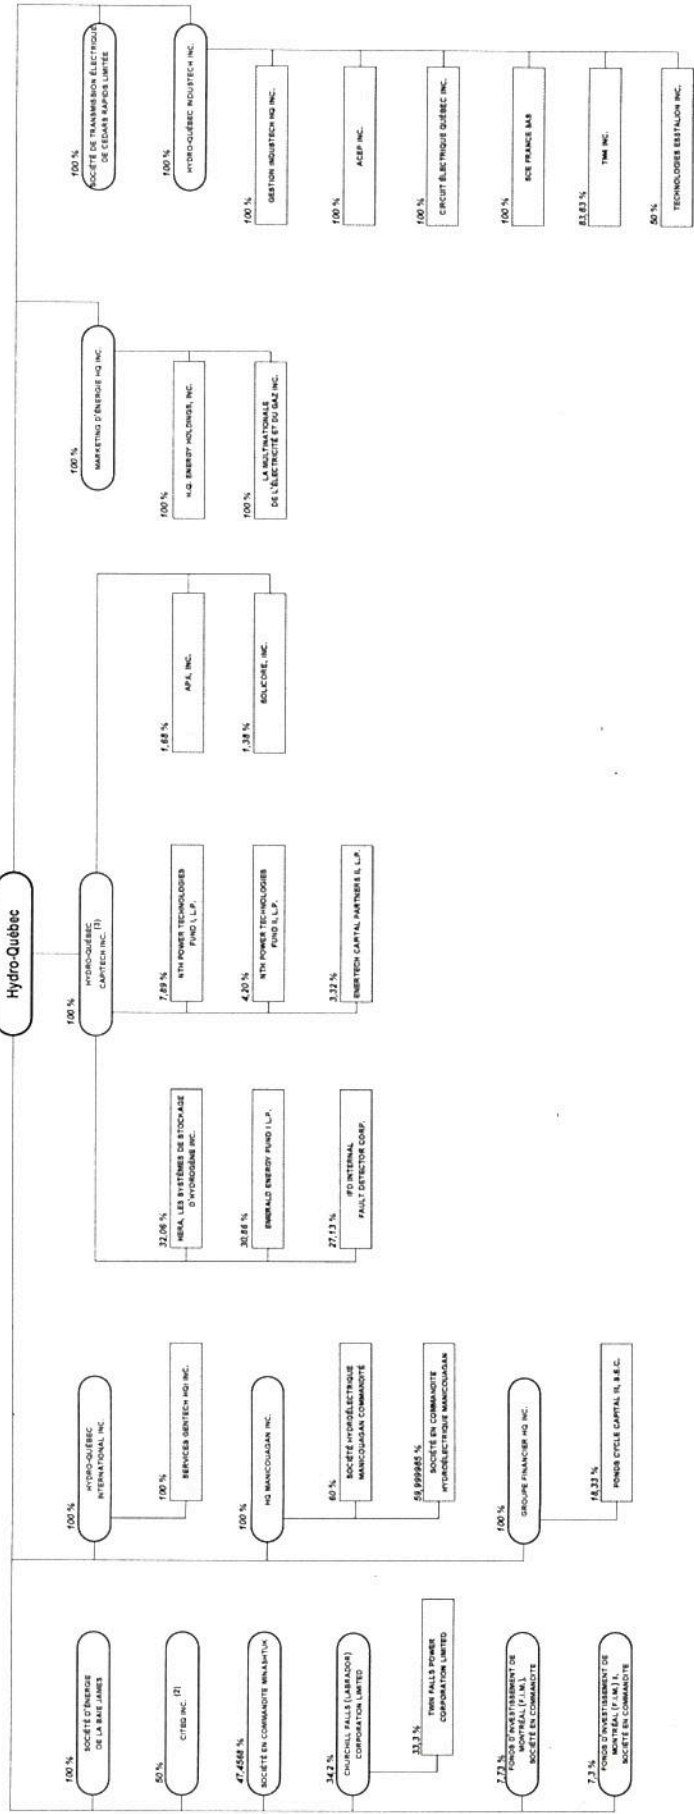 Hydro-Québec
100 %
SOCIÉTÉ D'ÉNERGIE
DE LA BAIE JAMES
50 %
CITEQ INC. (2)
47,4568 %
SOCIÉTÉ EN COMMANDITE MINASHTUK
34,2 %
CHURCHILL FALLS (LABRADOR)
CORPORATION LIMITED
33,3 %
TWIN FALLS POWER
CORPORATION LIMITED
7,73 %
FONDS D'INVESTISSEMENT DE
MONTRÉAL (F.I.M.),
SOCIÉTÉ EN COMMANDITE
7,3 %
FONDS D'INVESTISSEMENT DE
MONTRÉAL (F.I.M.) II,
SOCIÉTÉ EN COMMANDITE
100 %
HYDRO-QUÉBEC
INTERNATIONAL INC.
100 %
SERVICES GENTECH HQI INC.
100 %
HQ MANICOUAGAN INC.
60 %
SOCIÉTÉ HYDROÉLECTRIQUE
MANICOUAGAN COMMANDITÉ
59,999985 %
SOCIÉTÉ EN COMMANDITE
HYDROÉLECTRIQUE MANICOUAGAN
100 %
GROUPE FINANCIER HQ INC.
18,33 %
FONDS CYCLE CAPITAL III, S.E.C.
100 %
HYDRO-QUÉBEC
CAPITECH INC. (3)
32,06 %
HERA, LES SYSTÈMES DE STOCKAGE
D'HYDROGÈNE INC.
30,86 %
EMERALD ENERGY FUND I L.P.
27,13 %
IFD INTERNAL
FAULT DETECTOR CORP.
7,89 %
NTH POWER TECHNOLOGIES
FUND I, L.P.
4,20 %
NTH POWER TECHNOLOGIES
FUND II, L.P.
3,32 %
ENERTECH CAPITAL PARTNERS II, L.P.
1,68 %
APX, INC.
1,38 %
SOLICORE, INC.
100 %
MARKETING D'ÉNERGIE HQ INC.
100 %
H.Q. ENERGY HOLDINGS, INC.
100 %
LA MULTINATIONALE
DE L'ÉLECTRICITÉ ET DU GAZ INC.
100 %
SOCIÉTÉ DE TRANSMISSION ÉLECTRIQUE
DE CEDARS RAPIDS LIMITÉE
100 %
HYDRO-QUÉBEC INDUSTECH INC.
100 %
GESTION INDUSTECH HQ INC.
100 %
ACEP INC.
100 %
CIRCUIT ÉLECTRIQUE QUÉBEC INC.
100 %
SCE FRANCE SAS
83,83 %
TM4 INC.
50 %
TECHNOLOGIES ESSTALION INC.